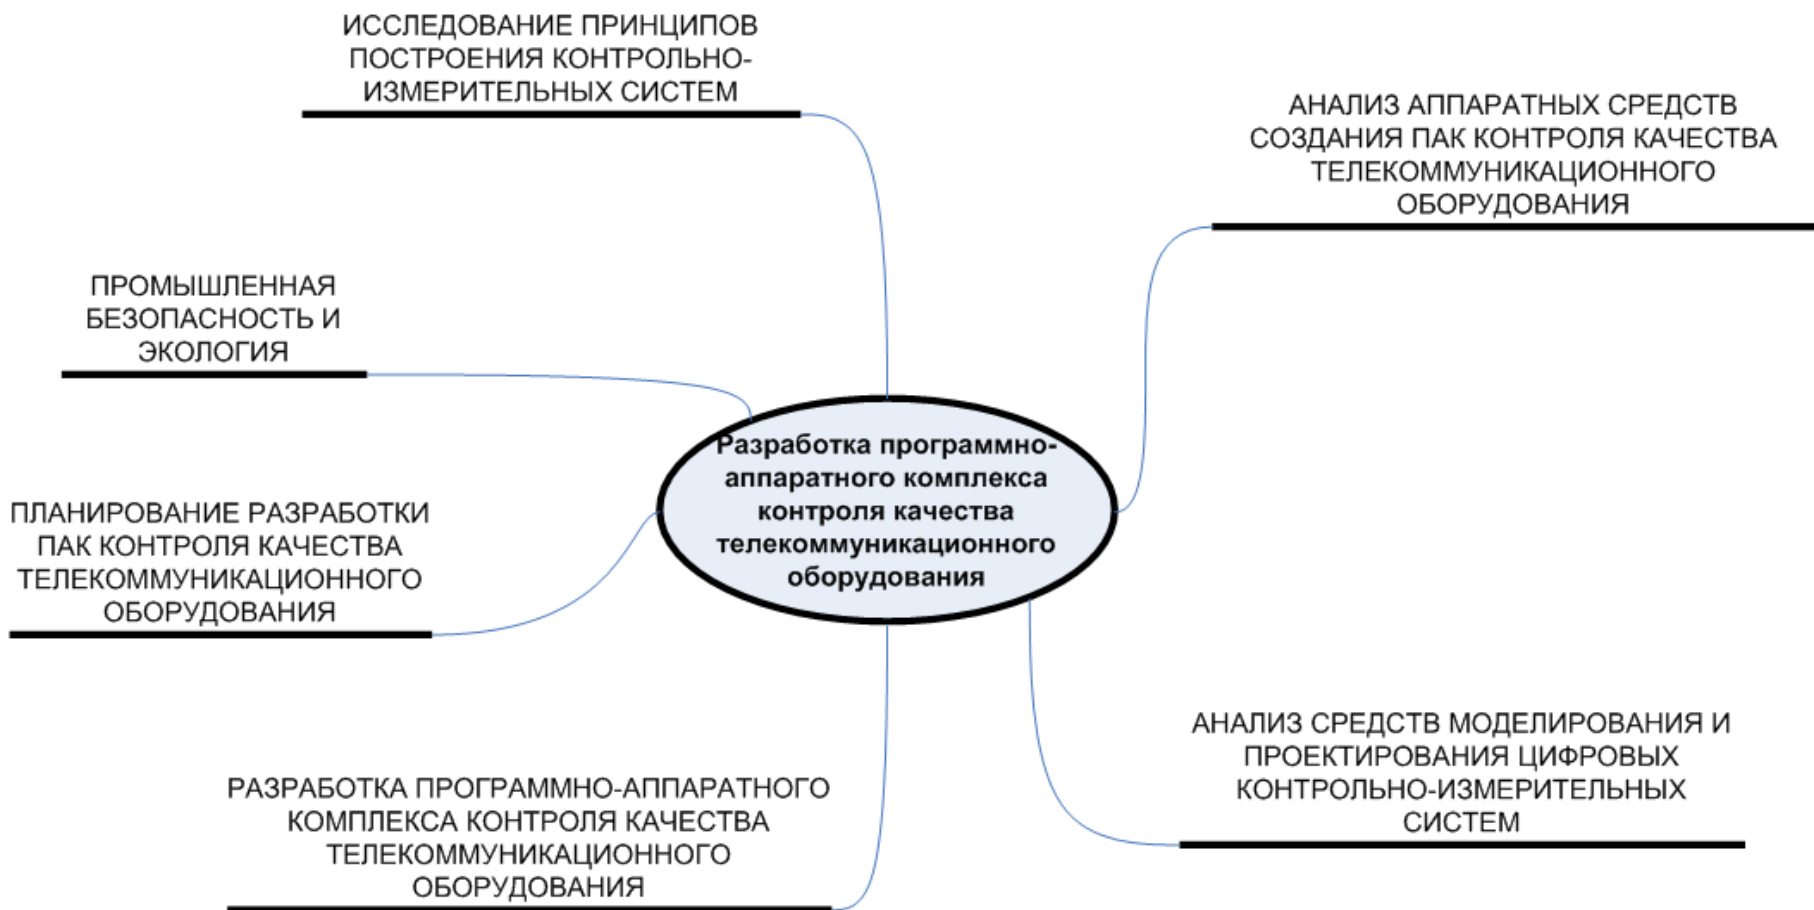 ИССЛЕДОВАНИЕ ПРИНЦИПОВ
ПОСТРОЕНИЯ КОНТРОЛЬНО-
ИЗМЕРИТЕЛЬНЫХ СИСТЕМ
АНАЛИЗ АППАРАТНЫХ СРЕДСТВ
СОЗДАНИЯ ПАК КОНТРОЛЯ КАЧЕСТВА
ТЕЛЕКОММУНИКАЦИОННОГО
ОБОРУДОВАНИЯ
ПРОМЫШЛЕННАЯ
БЕЗОПАСНОСТЬ И
ЭКОЛОГИЯ
Разработка программно-
аппаратного комплекса
контроля качества
телекоммуникационного
оборудования
ПЛАНИРОВАНИЕ РАЗРАБОТКИ
ПАК КОНТРОЛЯ КАЧЕСТВА
ТЕЛЕКОММУНИКАЦИОННОГО
ОБОРУДОВАНИЯ
АНАЛИЗ СРЕДСТВ МОДЕЛИРОВАНИЯ И
ПРОЕКТИРОВАНИЯ ЦИФРОВЫХ
КОНТРОЛЬНО-ИЗМЕРИТЕЛЬНЫХ
СИСТЕМ
РАЗРАБОТКА ПРОГРАММНО-АППАРАТНОГО
КОМПЛЕКСА КОНТРОЛЯ КАЧЕСТВА
ТЕЛЕКОММУНИКАЦИОННОГО
ОБОРУДОВАНИЯ